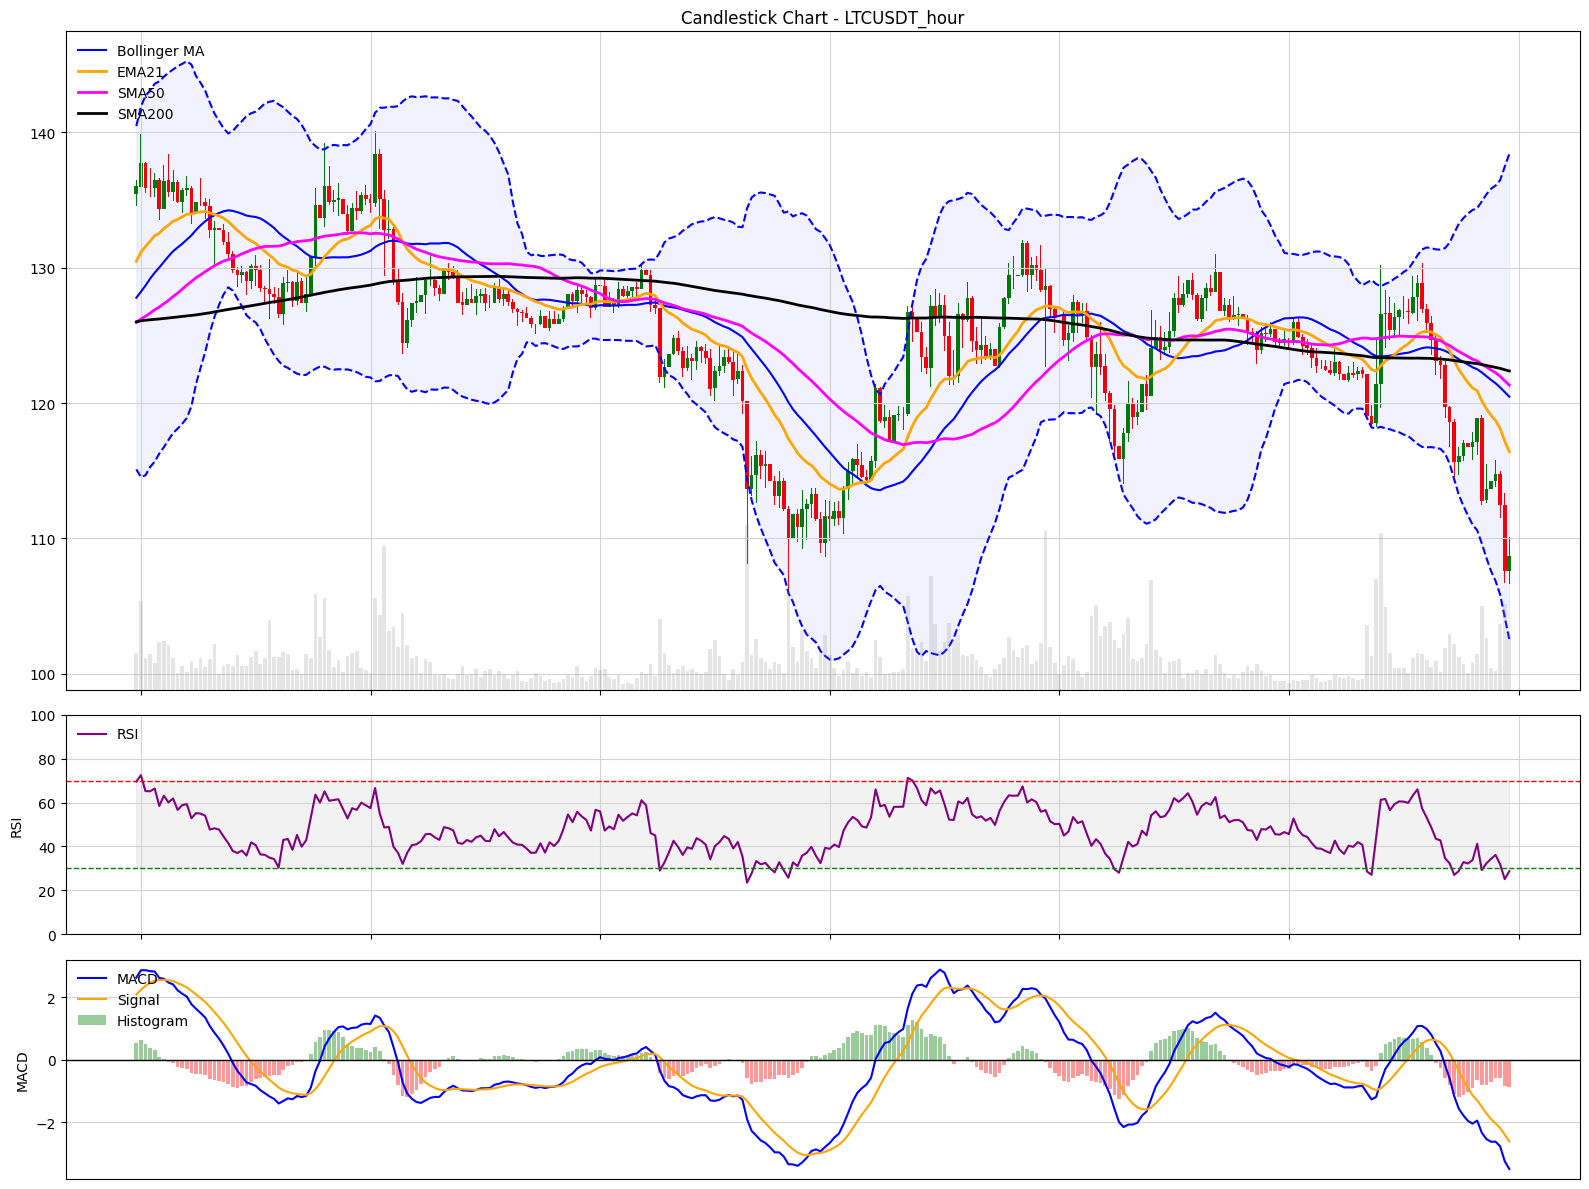 Candlestick Chart - LTCUSDT_hour
Bollinger MA
EMA21
SMA50
SMA200
140
130
120
110
100
RSI
100
80
60
40
20
0
RSI
MACD
Signal
Histogram
2
0
−2
MACD